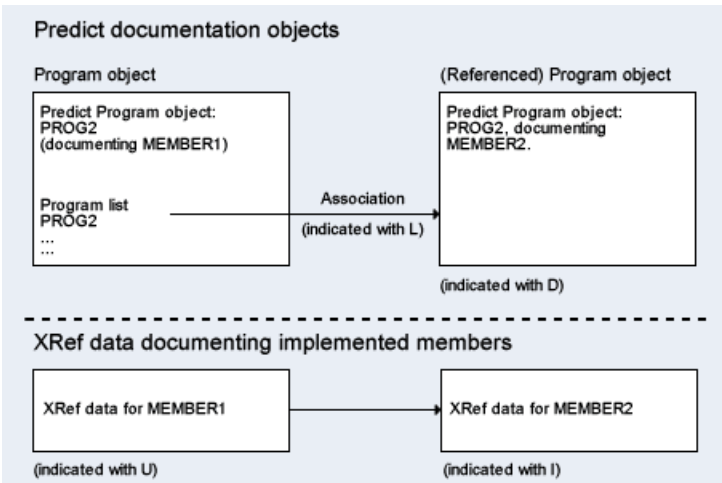 Predict documentation objects
Program object
(Referenced) Program object
Predict Program object:
PROG2
(documenting MEMBER1)
Program list
PROG2
...
...
Association
(indicated with L)
Predict Program object:
PROG2, documenting
MEMBER2.
(indicated with D)
XRef data documenting implemented members
XRef data for MEMBER1
XRef data for MEMBER2
(indicated with U)
(indicated with I)